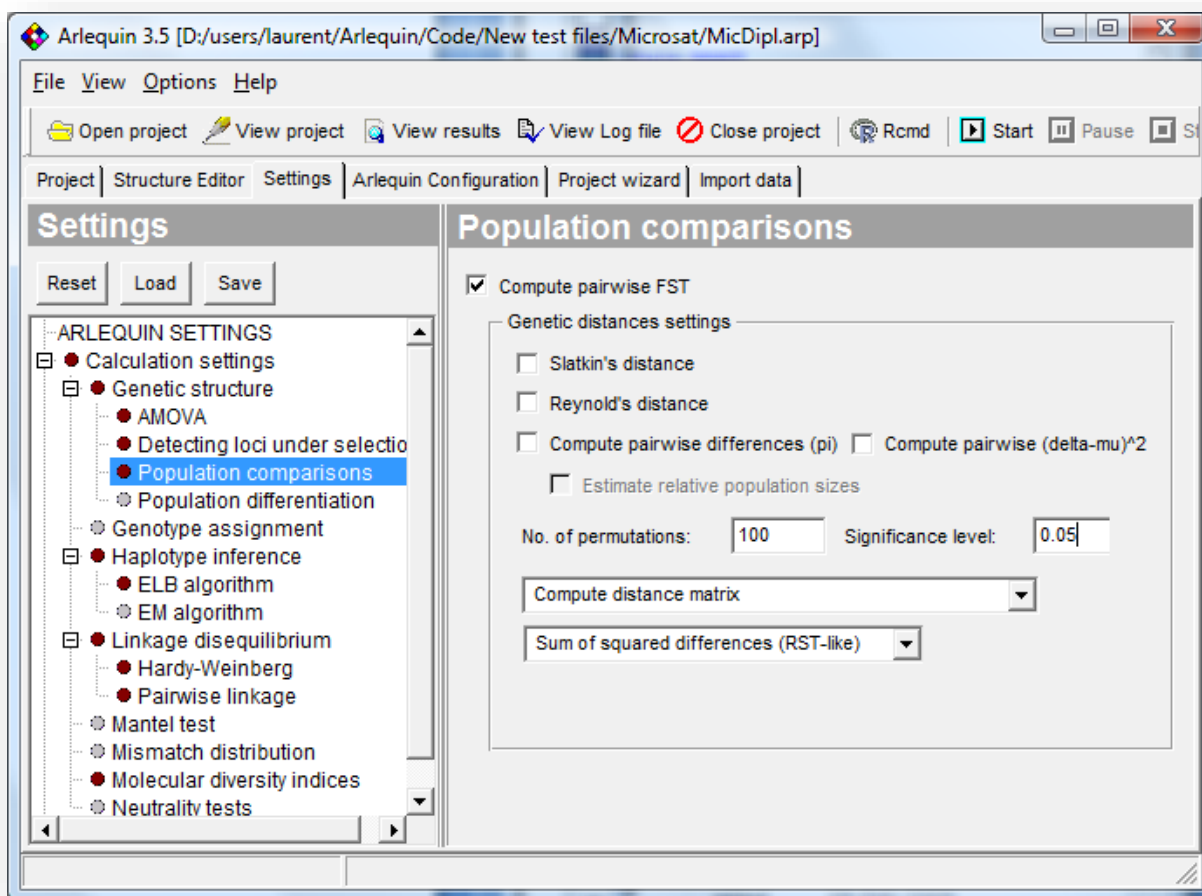 Arlequin 3.5 [D:/users/laurent/Arlequin/Code/New test files/Microsat/MicDipl.arp]
File View Options Help
Open project View project View results View Log file Close project Rcmd Start Pause St
Project Structure Editor Settings Arlequin Configuration Project wizard Import data
Settings
Reset Load Save
ARLEQUIN SETTINGS
Calculation settings
Genetic structure
AMOVA
Detecting loci under selectio
Population comparisons
Population differentiation
Genotype assignment
Haplotype inference
ELB algorithm
EM algorithm
Linkage disequilibrium
Hardy-Weinberg
Pairwise linkage
Mantel test
Mismatch distribution
Molecular diversity indices
Neutrality tests
Population comparisons
Compute pairwise FST
Genetic distances settings
Slatkin's distance
Reynold's distance
Compute pairwise differences (pi) Compute pairwise (delta-mu)^2
Estimate relative population sizes
No. of permutations: 100 Significance level: 0.05
Compute distance matrix
Sum of squared differences (RST-like)